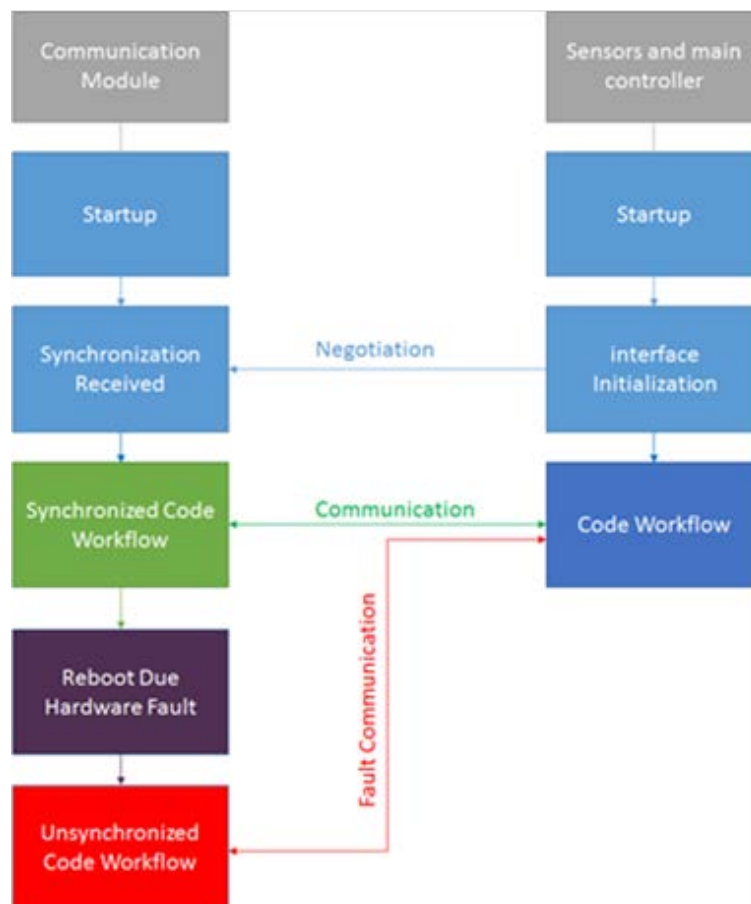 Communication
Module
Sensors and main
controller
Startup
Startup
Synchronization
Received
Negotiation
interface
Initialization
Synchronized Code
Workflow
Communication
Code Workflow
Reboot Due
Hardware Fault
Fault Communication
Unsynchronized
Code Workflow